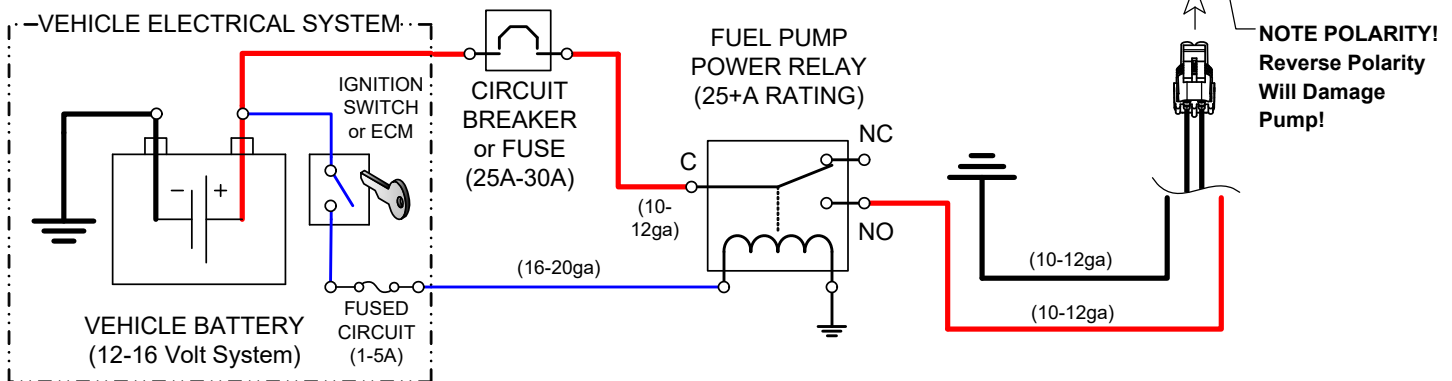 VEHICLE ELECTRICAL SYSTEM
IGNITION
SWITCH
or ECM
CIRCUIT
BREAKER
or FUSE
(25A-30A)
FUEL PUMP
POWER RELAY
(25+A RATING)
NOTE POLARITY!
Reverse Polarity
Will Damage
Pump!
C
NC
NO
(10-
12ga)
- +
(16-20ga)
(10-12ga)
(10-12ga)
FUSED
CIRCUIT
(1-5A)
VEHICLE BATTERY
(12-16 Volt System)